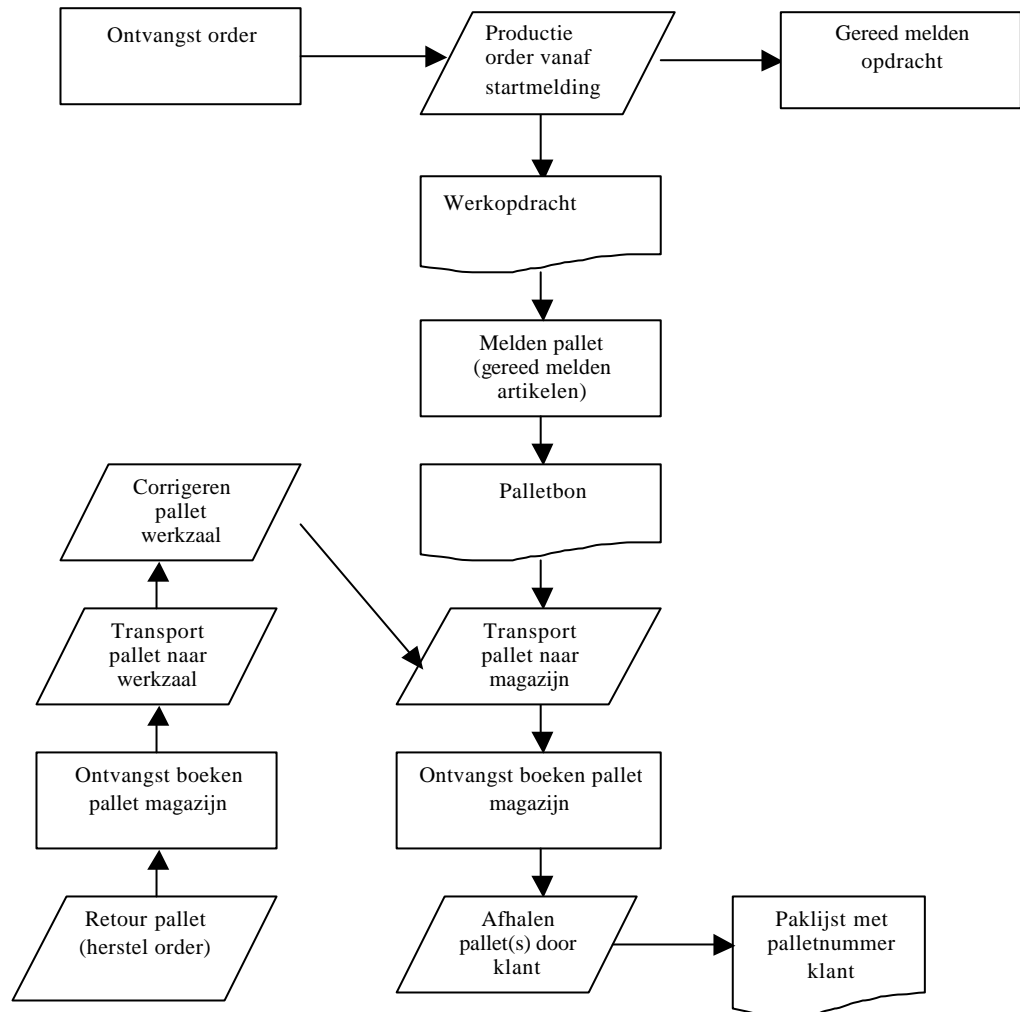 Ontvangst order
Productie
order vanaf
startmelding
Gereed melden
opdracht
Werkopdracht
Melden pallet
(gereed melden
artikelen)
Palletbon
Corrigeren
pallet
werkzaal
Transport
pallet naar
werkzaal
Transport
pallet naar
magazijn
Ontvangst boeken
pallet magazijn
Ontvangst boeken pallet
magazijn
Retour pallet
(herstel order)
Afhalen
pallet(s) door
klant
Paklijst met
palletnummer
klant